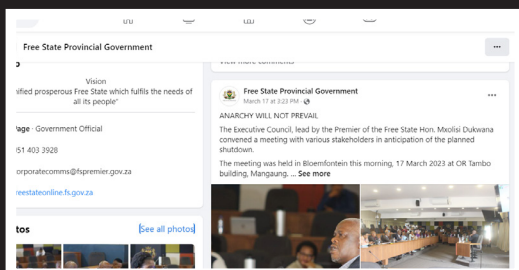 Free State Provincial Government
...
View more comments
Vision
nified prosperous Free State which fulfils the needs of
all its people"
Page · Government Official
051 403 3928
corporatecomms@fspremier.gov.za
freestateonline.fs.gov.za
tos
See all photos
Free State Provincial Government
...
March 17 at 3:23 PM ·
ANARCHY WILL NOT PREVAIL
The Executive Council, lead by the Premier of the Free State Hon. Mxolisi Dukwana
convened a meeting with various stakeholders in anticipation of the planned
shutdown.
The meeting was held in Bloemfontein this morning, 17 March 2023 at OR Tambo
building, Mangaung. ... See more